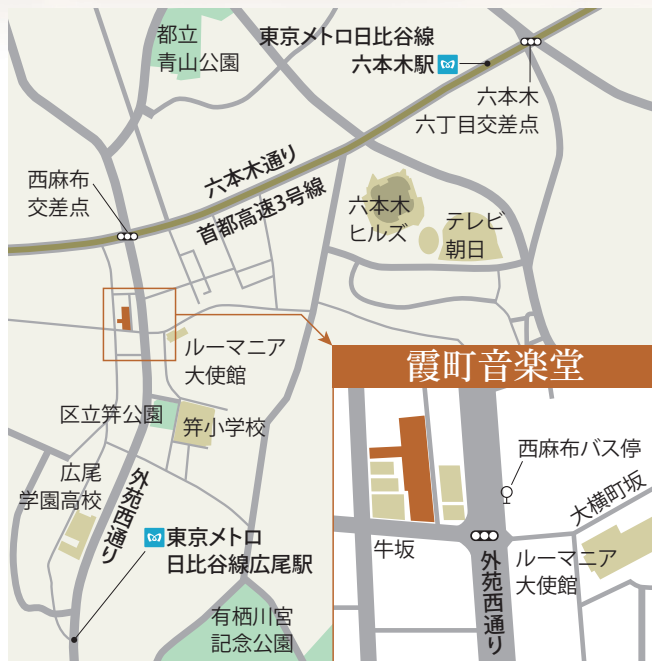 都立
青山公園
東京メトロ日比谷線
六本木駅
六本木
六丁目交差点
六本木通り
首都高速3号線
西麻布
交差点
六本木
ヒルズ
テレビ
朝日
ルーマニア
大使館
霞町音楽堂
区立笄公園
笄小学校
広尾
学園高校
外苑西通り
東京メトロ
日比谷線広尾駅
有栖川宮
記念公園
西麻布バス停
大横町坂
牛坂
外苑西通り
ルーマニア
大使館